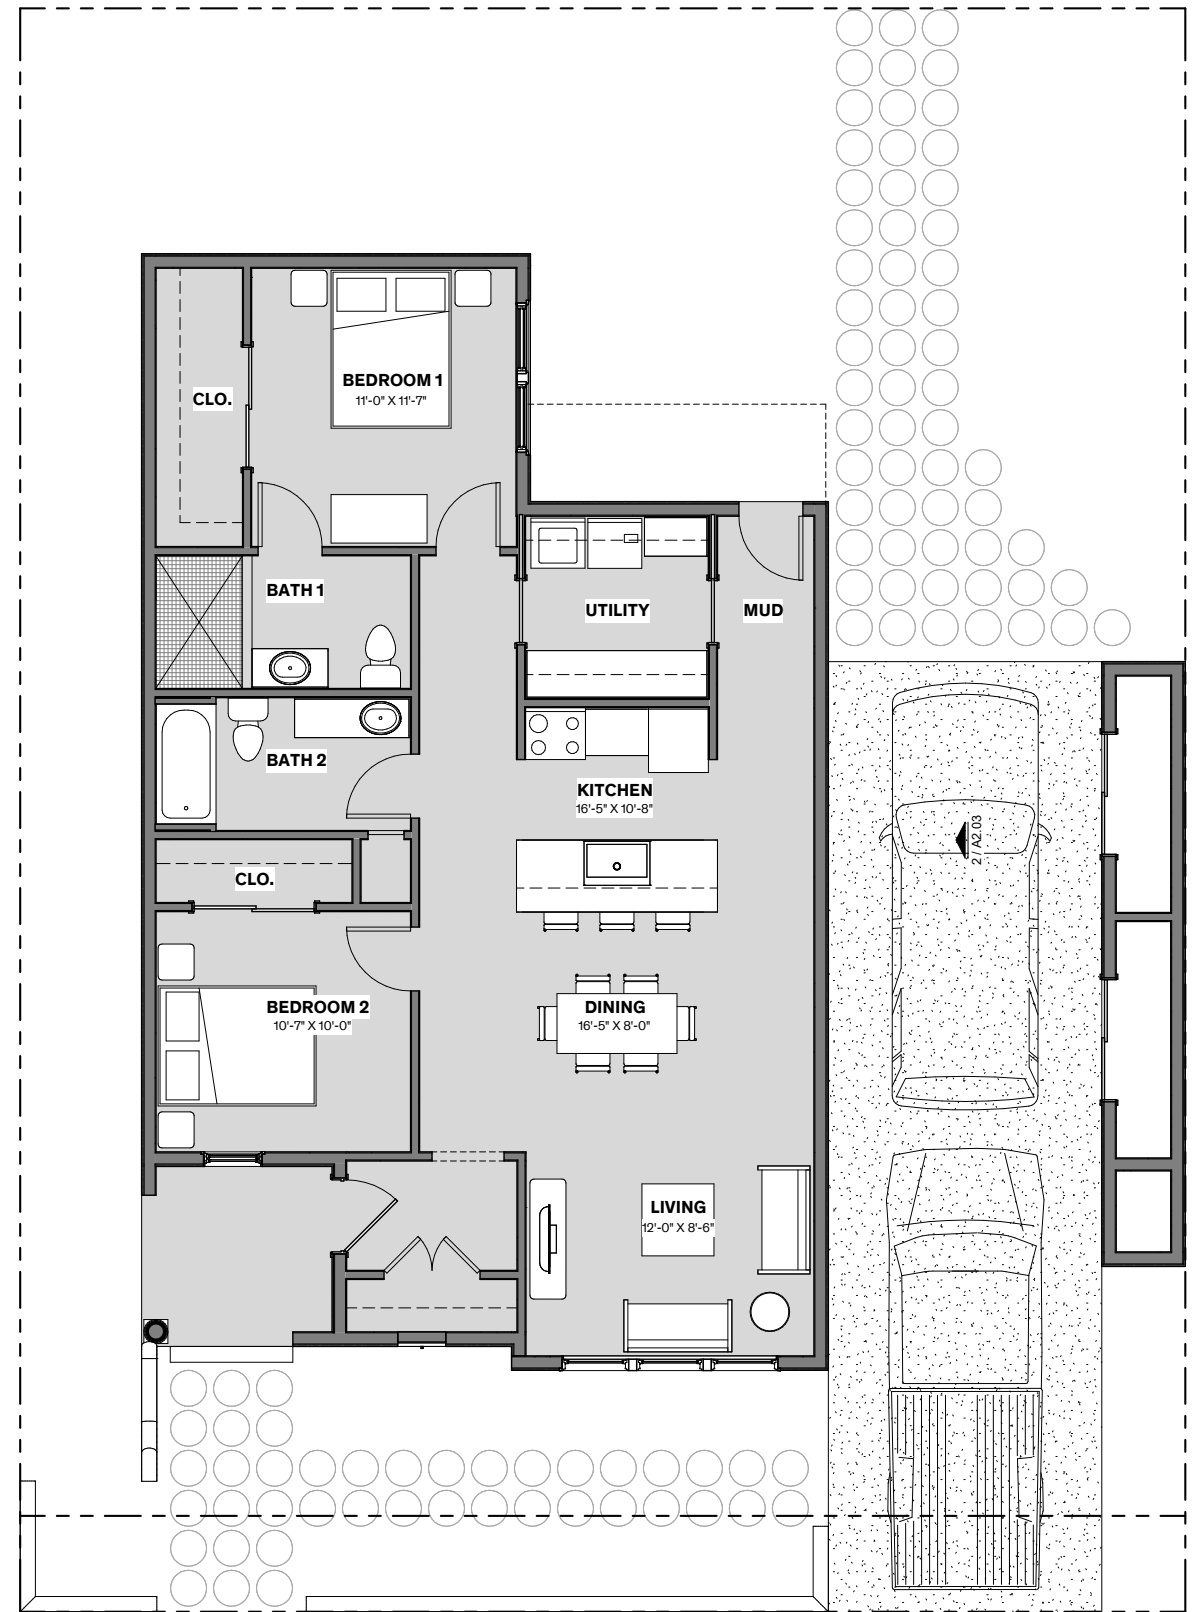 BEDROOM 1
11'-0" X 11'-7"
CLO.
BATH 1
UTILITY
MUD
BATH 2
KITCHEN
16'-5" X 10'-8"
2 / A2.03
CLO.
BEDROOM 2
10'-7" X 10'-0"
DINING
16'-5" X 8'-0"
LIVING
12'-0" X 8'-6"